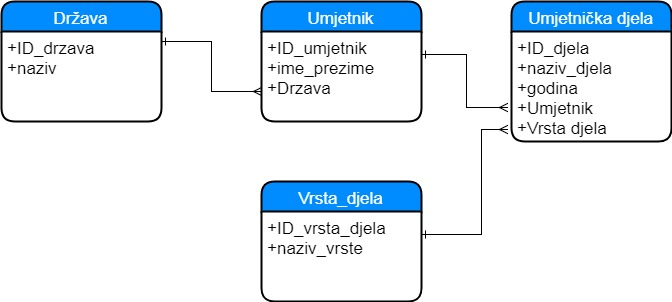 Država
+ID_drzava
+naziv
Umjetnik
+ID_umjetnik
+ime_prezime
+Drzava
Umjetnička djela
+ID_djela
+naziv_djela
+godina
+Umjetnik
+Vrsta djela
Vrsta_djela
+ID_vrsta_djela
+naziv_vrste